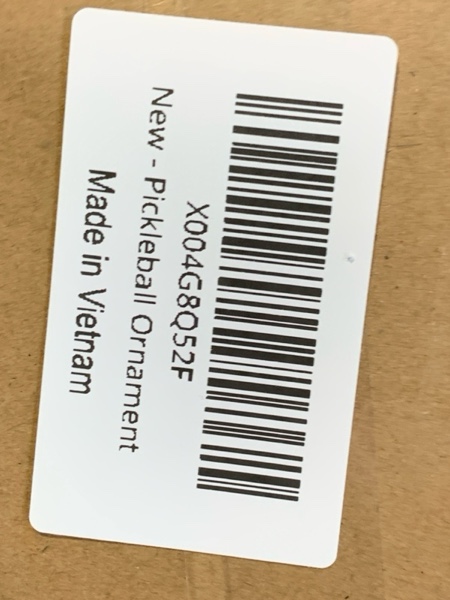 X004G8Q52F
New - Pickleball Ornament
Made in Vietnam